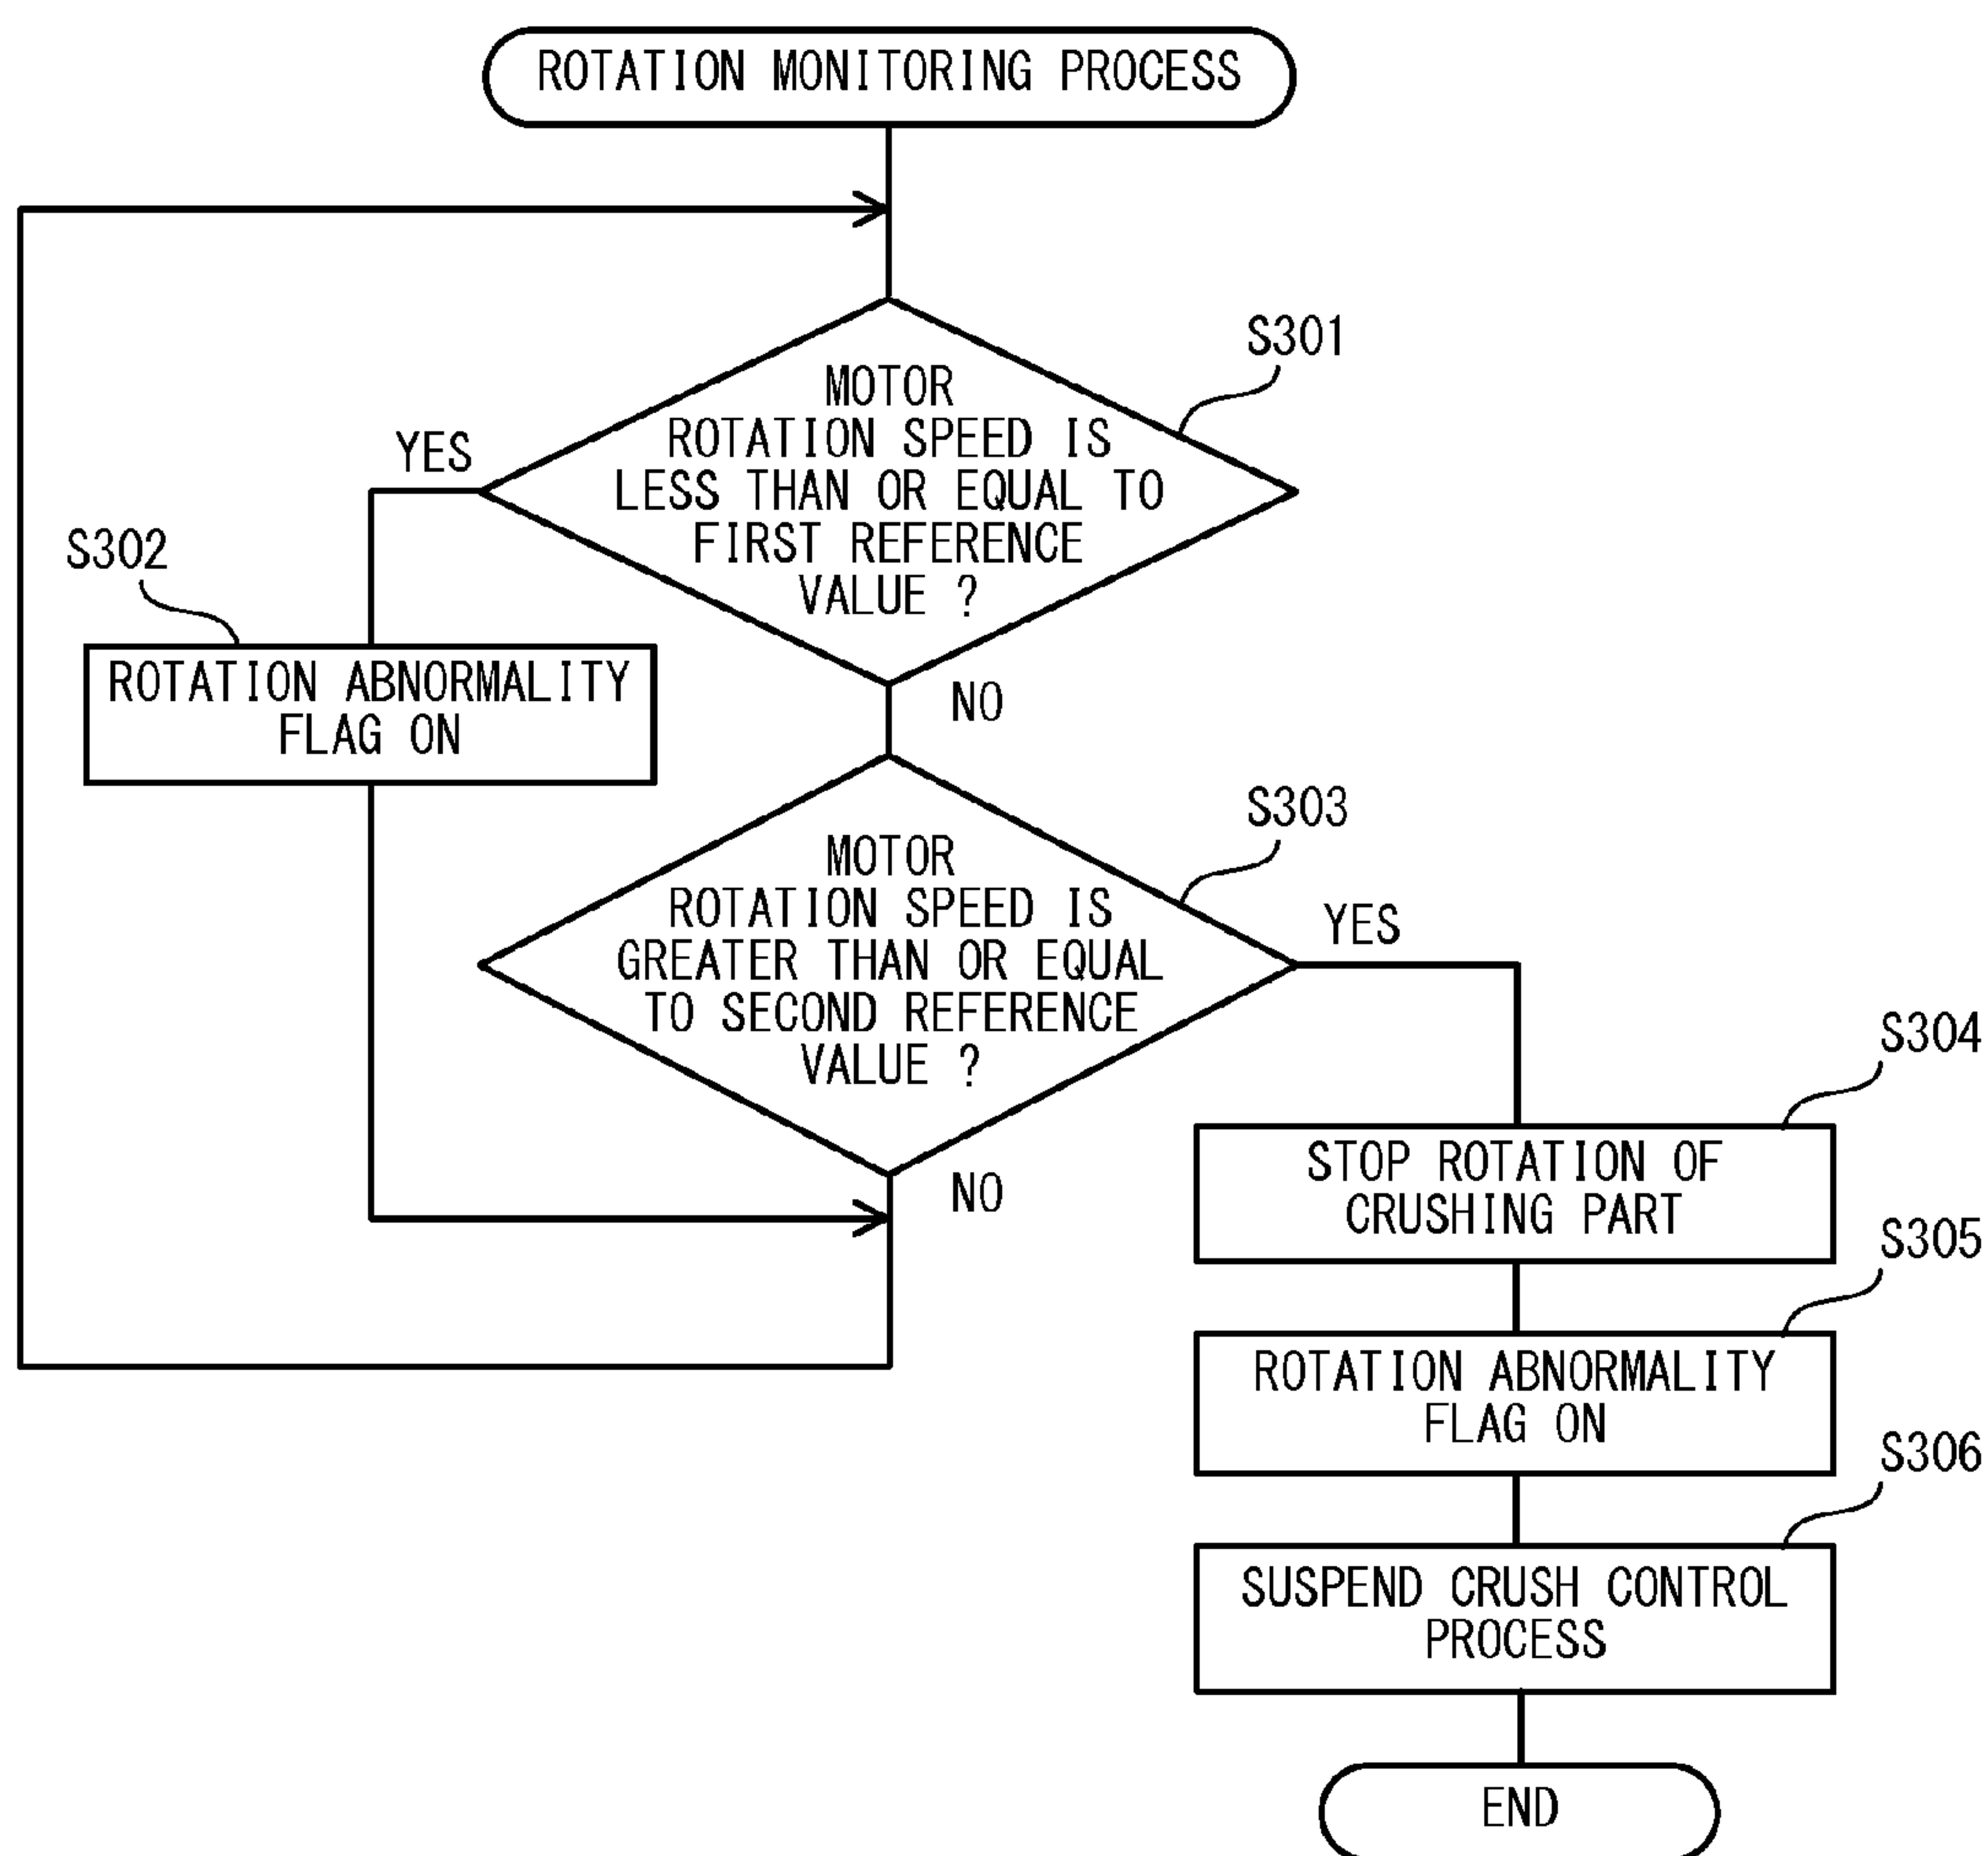 ROTATION MONITORING PROCESS
S301
MOTOR
ROTATION SPEED IS
LESS THAN OR EQUAL TO
FIRST REFERENCE
VALUE ?
YES
NO
S302
ROTATION ABNORMALITY
FLAG ON
S303
MOTOR
ROTATION SPEED IS
GREATER THAN OR EQUAL
TO SECOND REFERENCE
VALUE ?
YES
NO
S304
STOP ROTATION OF
CRUSHING PART
S305
ROTATION ABNORMALITY
FLAG ON
S306
SUSPEND CRUSH CONTROL
PROCESS
END